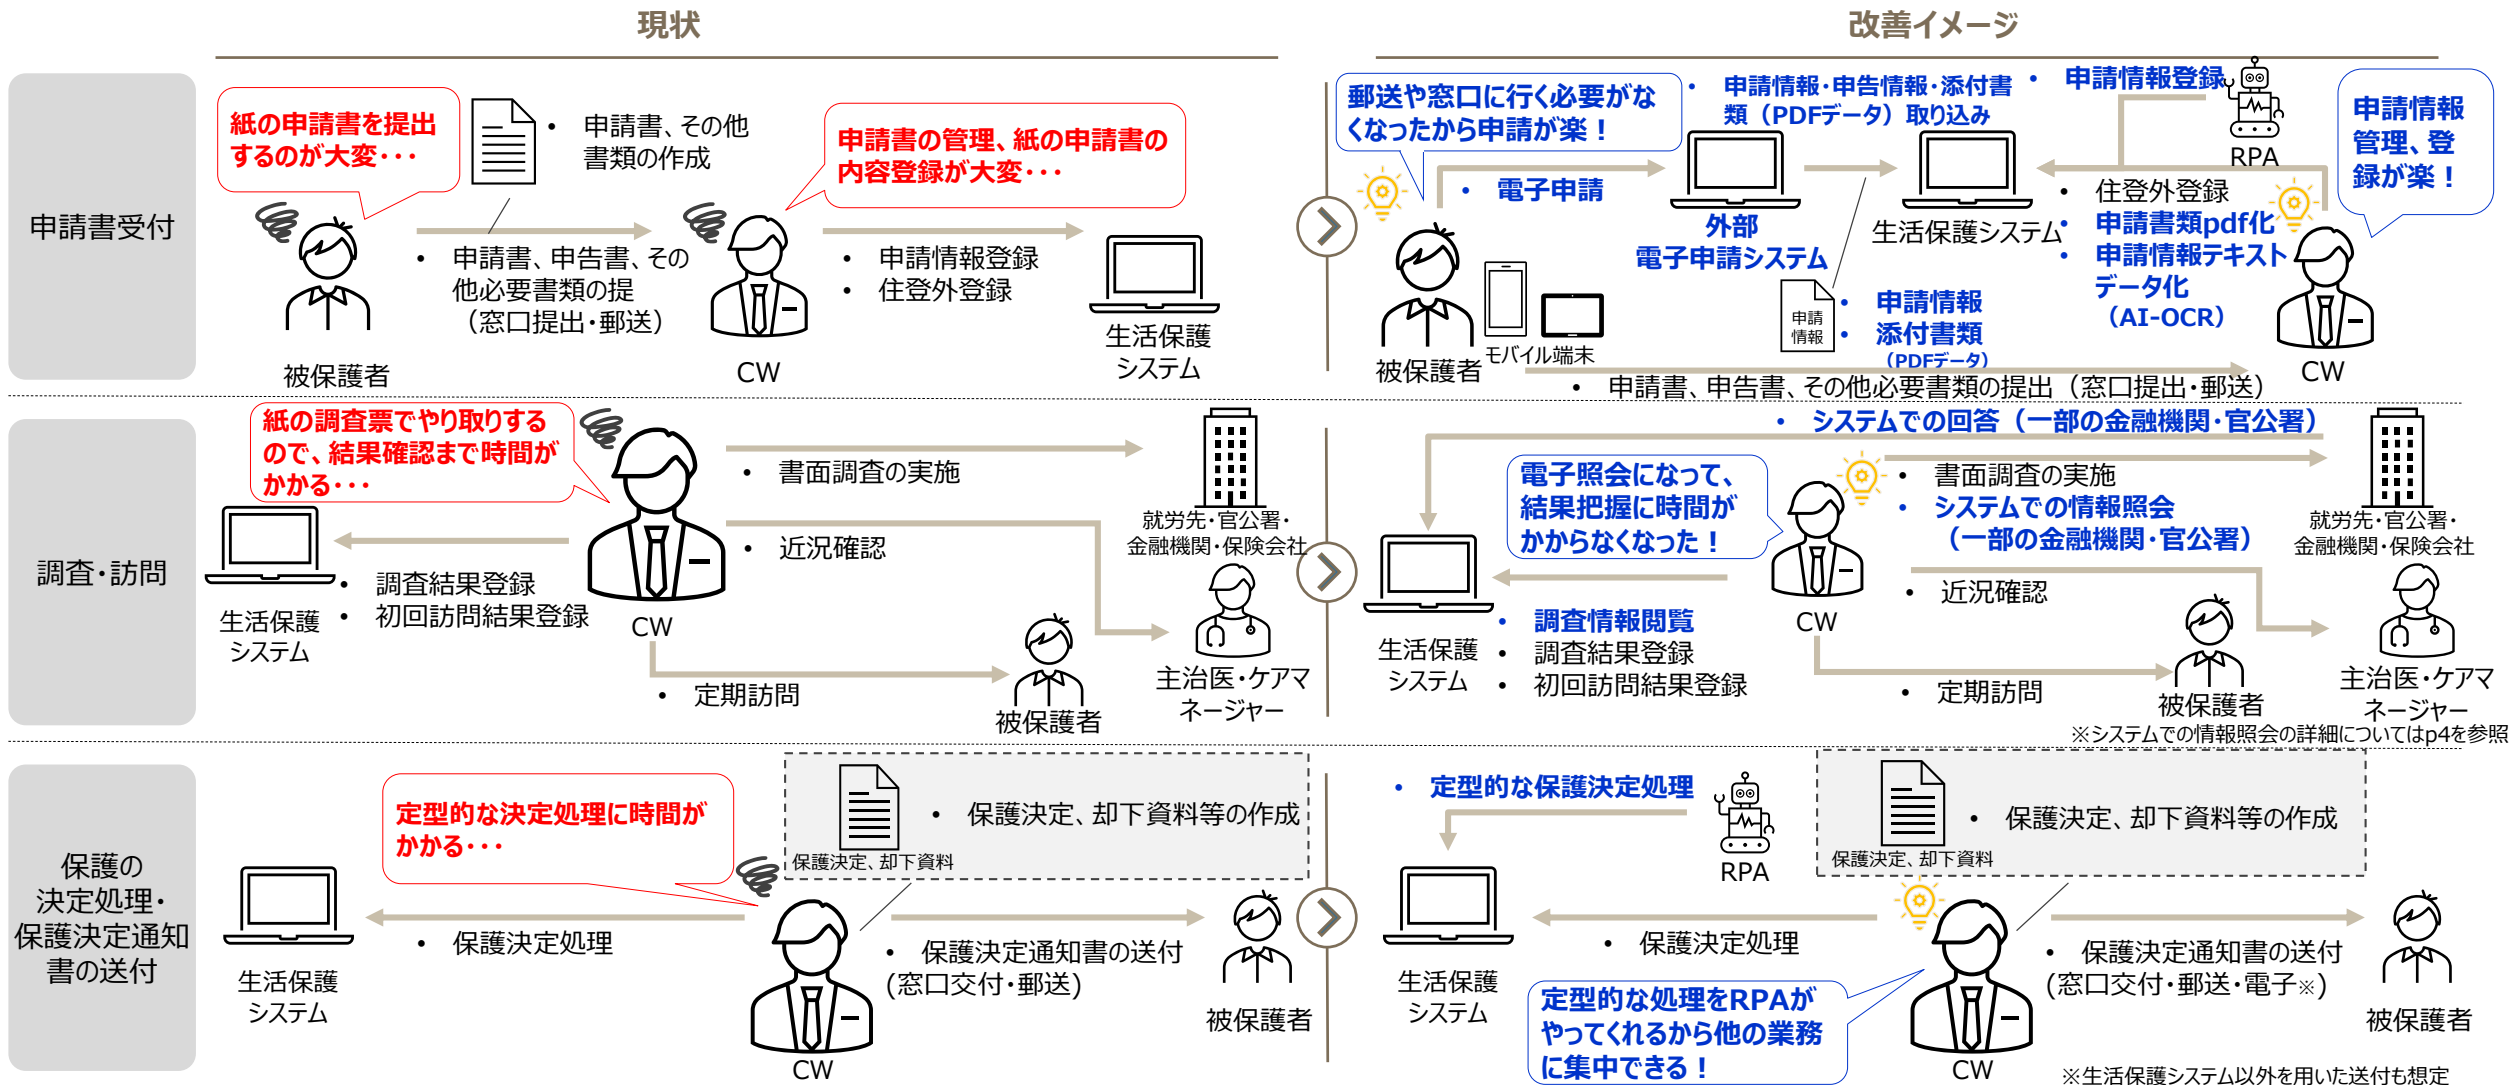 現状
改善イメージ
申請書受付
紙の申請書を提出
するのが大変･･･
• 申請書、その他
書類の作成
申請書の管理、紙の申請書の
内容登録が大変･･･
• 申請書、申告書、その
他必要書類の提
（窓口提出・郵送）
• 申請情報登録
• 住登外登録
被保護者
CW
生活保護
システム
郵送や窓口に行く必要がな
くなったから申請が楽！
• 申請情報・申告情報・添付書
類（PDFデータ）取り込み
• 申請情報登録
RPA
申請情報
管理、登
録が楽！
• 電子申請
外部
電子申請システム
生活保護システム
• 住登外登録
• 申請書類pdf化
• 申請情報テキスト
データ化
（AI-OCR）
申請
情報
• 申請情報
• 添付書類
（PDFデータ）
被保護者
モバイル端末
CW
• 申請書、申告書、その他必要書類の提出（窓口提出・郵送）
調査・訪問
紙の調査票でやり取りする
ので、結果確認まで時間が
かかる･･･
• 書面調査の実施
就労先・官公署・
金融機関・保険会社
• 近況確認
• 調査結果登録
• 初回訪問結果登録
生活保護
システム
CW
• 定期訪問
被保護者
主治医・ケアマ
ネージャー
• システムでの回答（一部の金融機関・官公署）
電子照会になって、
結果把握に時間が
かからなくなった！
• 書面調査の実施
• システムでの情報照会
（一部の金融機関・官公署）
就労先・官公署・
金融機関・保険会社
• 近況確認
CW
• 調査情報閲覧
• 調査結果登録
• 初回訪問結果登録
生活保護
システム
• 定期訪問
被保護者
主治医・ケアマ
ネージャー
※システムでの情報照会の詳細についてはp4を参照
保護の
決定処理・
保護決定通知
書の送付
定型的な決定処理に時間が
かかる･･･
• 保護決定、却下資料等の作成
保護決定、却下資料
• 保護決定処理
生活保護
システム
• 保護決定通知書の送付
(窓口交付・郵送)
被保護者
CW
• 定型的な保護決定処理
RPA
• 保護決定、却下資料等の作成
保護決定、却下資料
• 保護決定処理
生活保護
システム
定型的な処理をRPAが
やってくれるから他の業務
に集中できる！
• 保護決定通知書の送付
(窓口交付・郵送・電子※)
被保護者
CW
※生活保護システム以外を用いた送付も想定